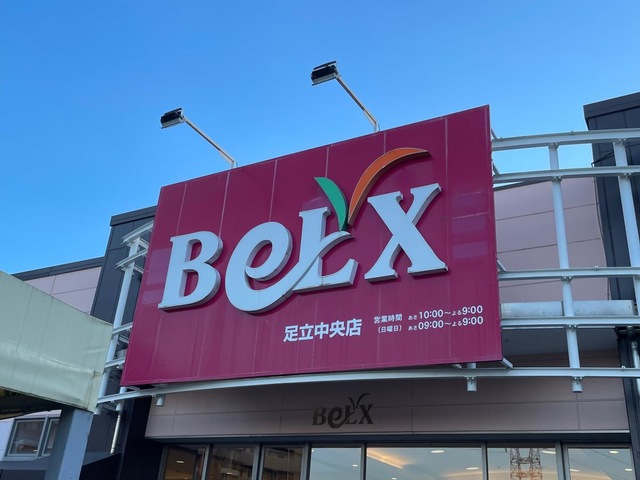 BeLX
足立中央店
営業時間 あさ10:00〜よる9:00
(日曜日) あさ09:00〜よる9:00
BeLX